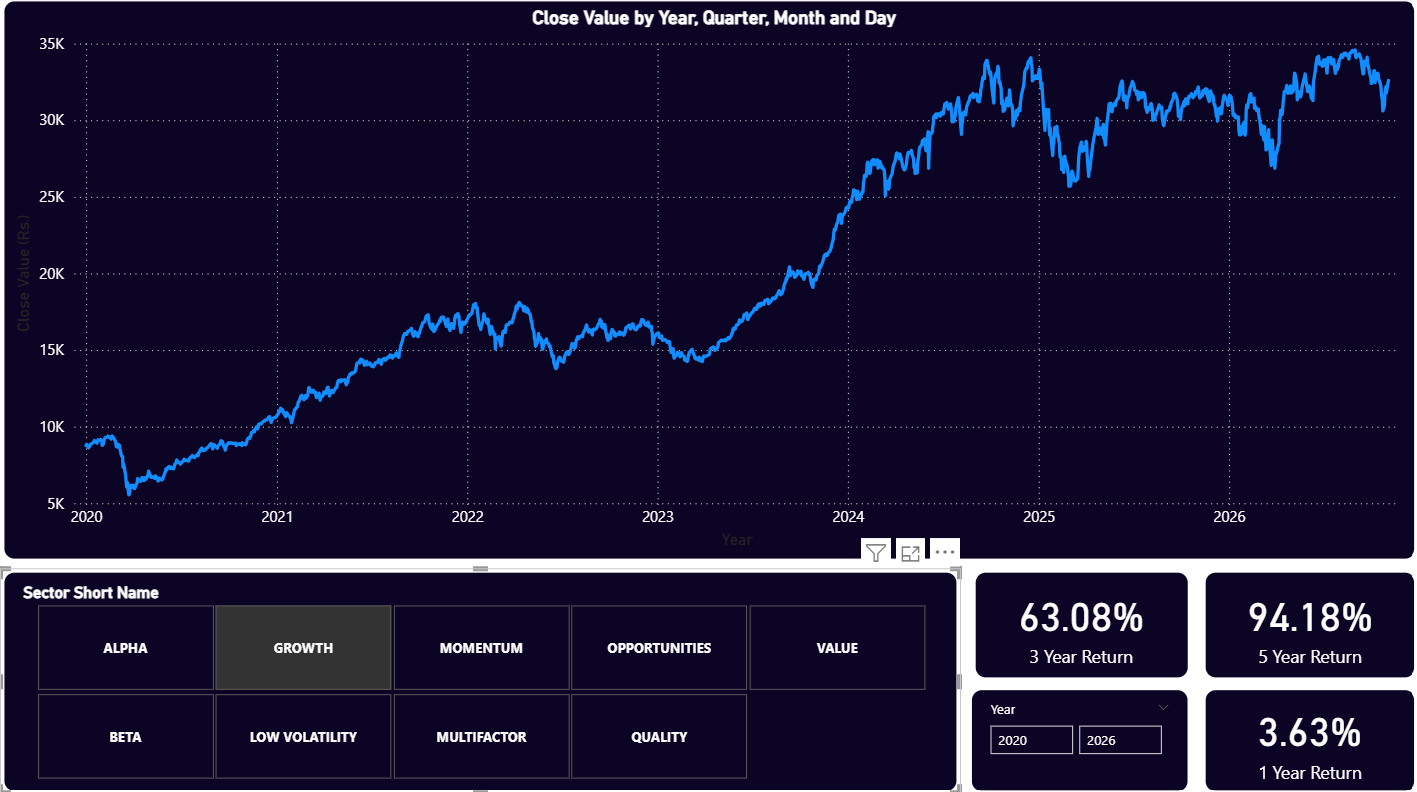 Close Value by Year, Quarter, Month and Day
35K
30K
25K
20K
15K
10K
5K
Close Value (Rs.)
2020 2021 2022 2023 2024 2025 2026
Year
Sector Short Name
ALPHA GROWTH MOMENTUM OPPORTUNITIES VALUE
BETA LOW VOLATILITY MULTIFACTOR QUALITY
63.08%
3 Year Return
94.18%
5 Year Return
Year
2020 2026
3.63%
1 Year Return